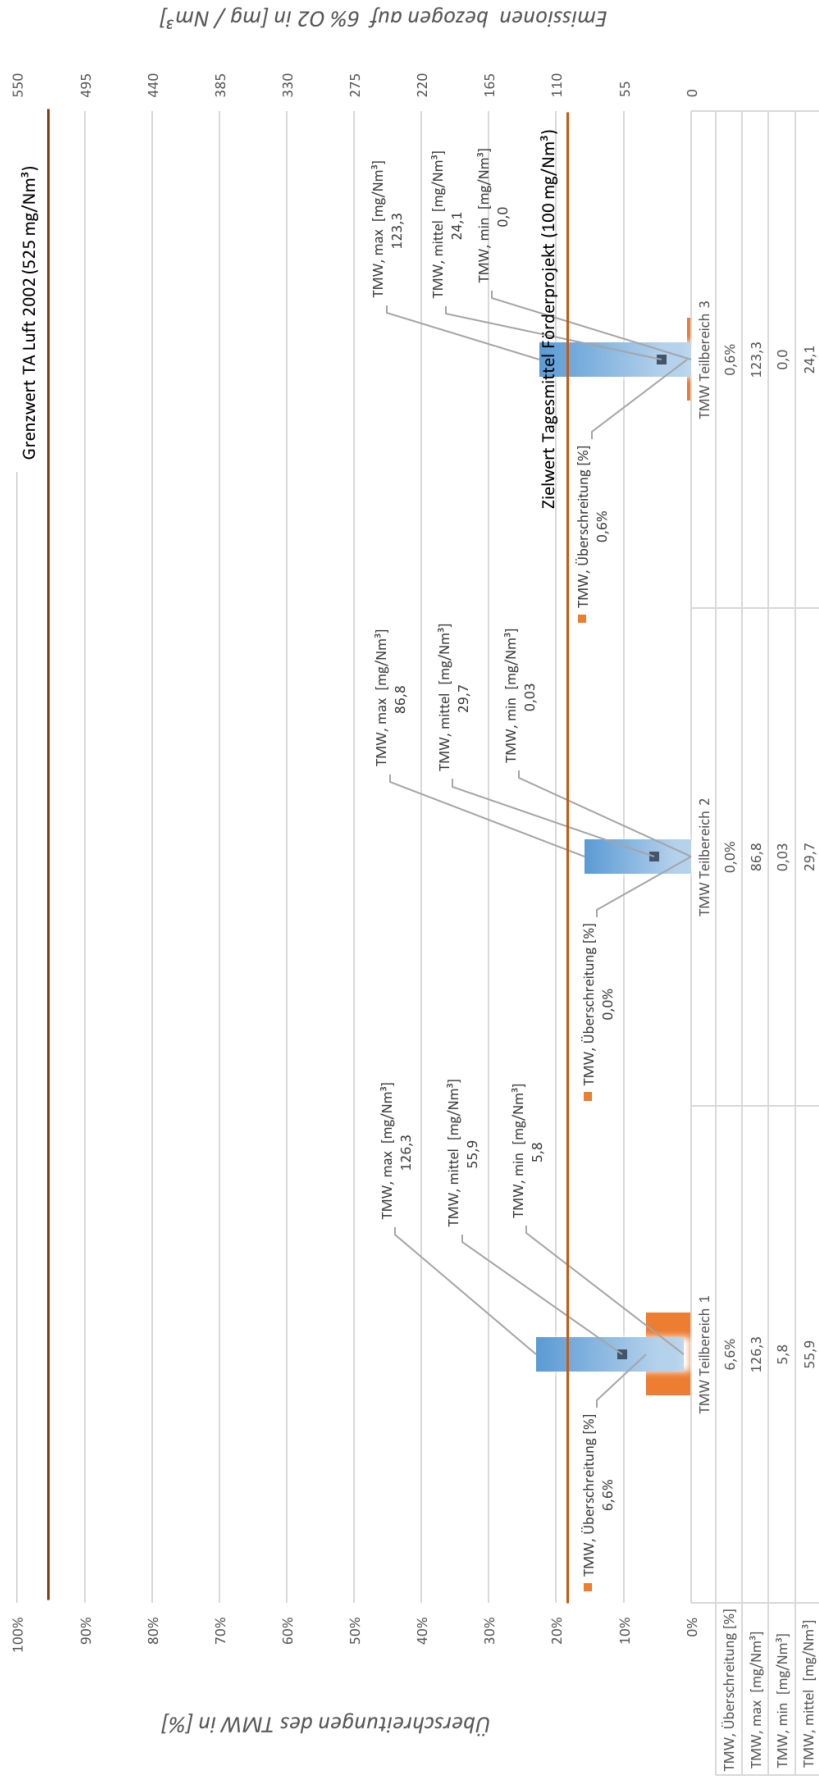 Überschreitungen des TMW in [%]
100%
90%
80%
70%
60%
50%
40%
30%
20%
10%
0%
Emissionen bezogen auf 6% O2 in [mg / Nm³]
550
495
440
385
330
275
220
165
110
55
0
Grenzwert TA Luft 2002 (525 mg/Nm³)
Zielwert Tagesmittel Förderprojekt (100 mg/Nm³)
TMW, Überschreitung [%]
6,6%
TMW, max [mg/Nm³]
126,3
TMW, mittel [mg/Nm³]
55,9
TMW, min [mg/Nm³]
5,8
TMW, Überschreitung [%]
0,0%
TMW, max [mg/Nm³]
86,8
TMW, mittel [mg/Nm³]
29,7
TMW, min [mg/Nm³]
0,03
TMW, Überschreitung [%]
0,6%
TMW, max [mg/Nm³]
123,3
TMW, mittel [mg/Nm³]
24,1
TMW, min [mg/Nm³]
0,0
TMW Teilbereich 1 TMW Teilbereich 2 TMW Teilbereich 3
TMW, Überschreitung [%] 6,6% 0,0% 0,6%
TMW, max [mg/Nm³] 126,3 86,8 123,3
TMW, min [mg/Nm³] 5,8 0,03 0,0
TMW, mittel [mg/Nm³] 55,9 29,7 24,1